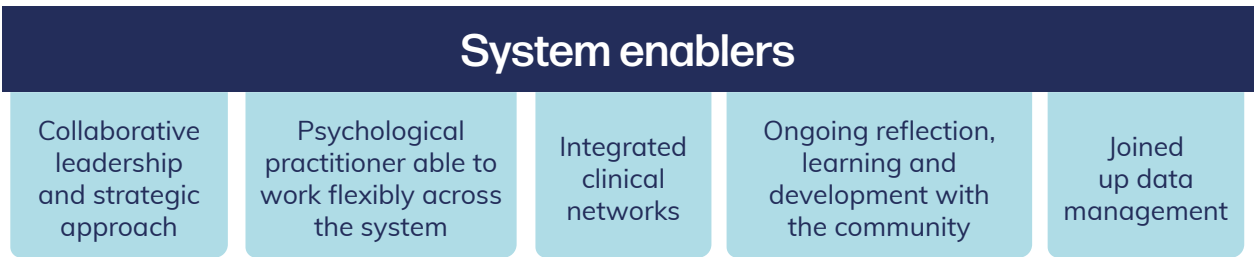 System enablers
Collaborative
leadership
and strategic
approach
Psychological
practitioner able to
work flexibly across
the system
Integrated
clinical
networks
Ongoing reflection,
learning and
development with
the community
Joined
up data
management